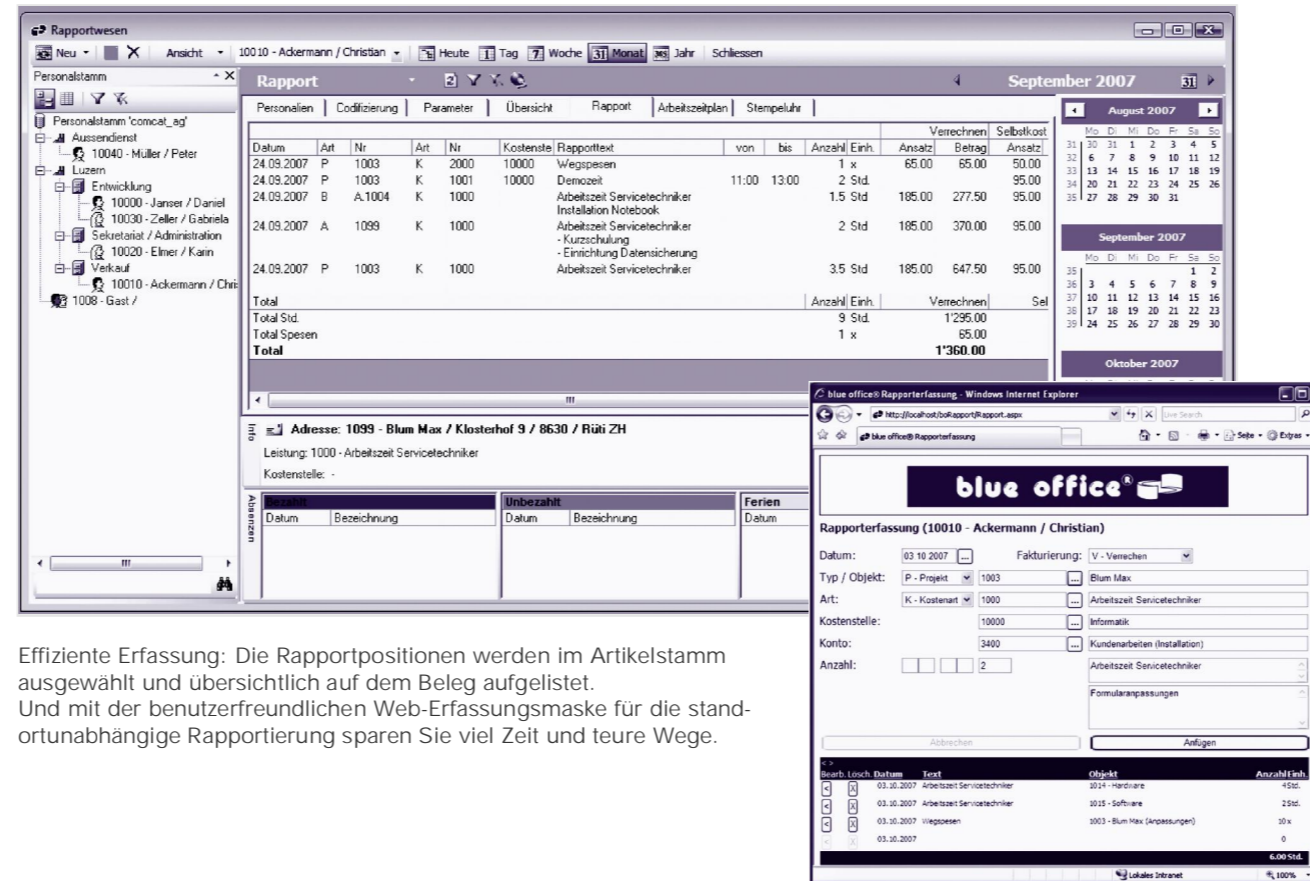 Rapportwesen
Neu Ansicht 10010 - Ackermann / Christian Heute Tag Woche Monat Jahr Schliessen
Personalstamm
Rapport September 2007
Personalien Codifizierung Parameter Übersicht Rapport Arbeitszeitplan Stempeluhr
Personalstamm 'comcat_ag'
Aussendienst
10040 - Müller / Peter
Luzern
Entwicklung
10000 - Janser / Daniel
10030 - Zeller / Gabriela
Sekretariat / Administration
10020 - Elmer / Karin
Verkauf
10010 - Ackermann / Chri
1008 - Gast /
Verrechnen Selbstkost
Datum Art Nr Art Nr Kostenste Rapporttext von bis Anzahl Einh. Ansatz Betrag Ansatz
24.09.2007 P 1003 K 2000 10000 Wegspesen 1 x 65.00 65.00 50.00
24.09.2007 P 1003 K 1001 10000 Demozeit 11:00 13:00 2 Std. 95.00
24.09.2007 B A.1004 K 1000 Arbeitszeit Servicetechniker 1.5 Std 185.00 277.50 95.00
Installation Notebook
24.09.2007 A 1099 K 1000 Arbeitszeit Servicetechniker 2 Std 185.00 370.00 95.00
- Kurzschulung
- Einrichtung Datensicherung
24.09.2007 P 1003 K 1000 Arbeitszeit Servicetechniker 3.5 Std 185.00 647.50 95.00
Total Anzahl Einh. Verrechnen Sel
Total Std. 9 Std. 1'295.00
Total Spesen 1 x 65.00
Total 1'360.00
August 2007
Mo Di Mi Do Fr Sa So
31 30 31 1 2 3 4 5
32 6 7 8 9 10 11 12
33 13 14 15 16 17 18 19
34 20 21 22 23 24 25 26
35 27 28 29 30 31
September 2007
Mo Di Mi Do Fr Sa So
35 1 2
36 3 4 5 6 7 8 9
37 10 11 12 13 14 15 16
38 17 18 19 20 21 22 23
39 24 25 26 27 28 29 30
Oktober 2007
Info
Adresse: 1099 - Blum Max / Klosterhof 9 / 8630 / Rüti ZH
Leistung: 1000 - Arbeitszeit Servicetechniker
Kostenstelle: -
Absenzen
Bezahlt Unbezahlt Ferien
Datum Bezeichnung Datum Bezeichnung Datum
blue office® Rapporterfassung - Windows Internet Explorer
http://localhost/boRapport/Rapport.aspx Live Search
blue office® Rapporterfassung Seite Extras
blue office®
Rapporterfassung (10010 - Ackermann / Christian)
Datum: 03 10 2007 ... Fakturierung: V - Verrechen
Typ / Objekt: P - Projekt 1003 ... Blum Max
Art: K - Kostenart 1000 ... Arbeitszeit Servicetechniker
Kostenstelle: 10000 ... Informatik
Konto: 3400 ... Kundenarbeiten (Installation)
Anzahl: 2 Arbeitszeit Servicetechniker
Formularanpassungen
Abbrechen Anfügen
< >
Bearb. Lösch. Datum Text Objekt Anzahl Einh.
< X 03.10.2007 Arbeitszeit Servicetechniker 1014 - Hardware 4 Std.
< X 03.10.2007 Arbeitszeit Servicetechniker 1015 - Software 2 Std.
< X 03.10.2007 Wegspesen 1003 - Blum Max (Anpassungen) 10 x
< X 03.10.2007 0
6.00 Std.
Lokales Intranet 100%
Effiziente Erfassung: Die Rapportpositionen werden im Artikelstamm
ausgewählt und übersichtlich auf dem Beleg aufgelistet.
Und mit der benutzerfreundlichen Web-Erfassungsmaske für die stand-
ortunabhängige Rapportierung sparen Sie viel Zeit und teure Wege.